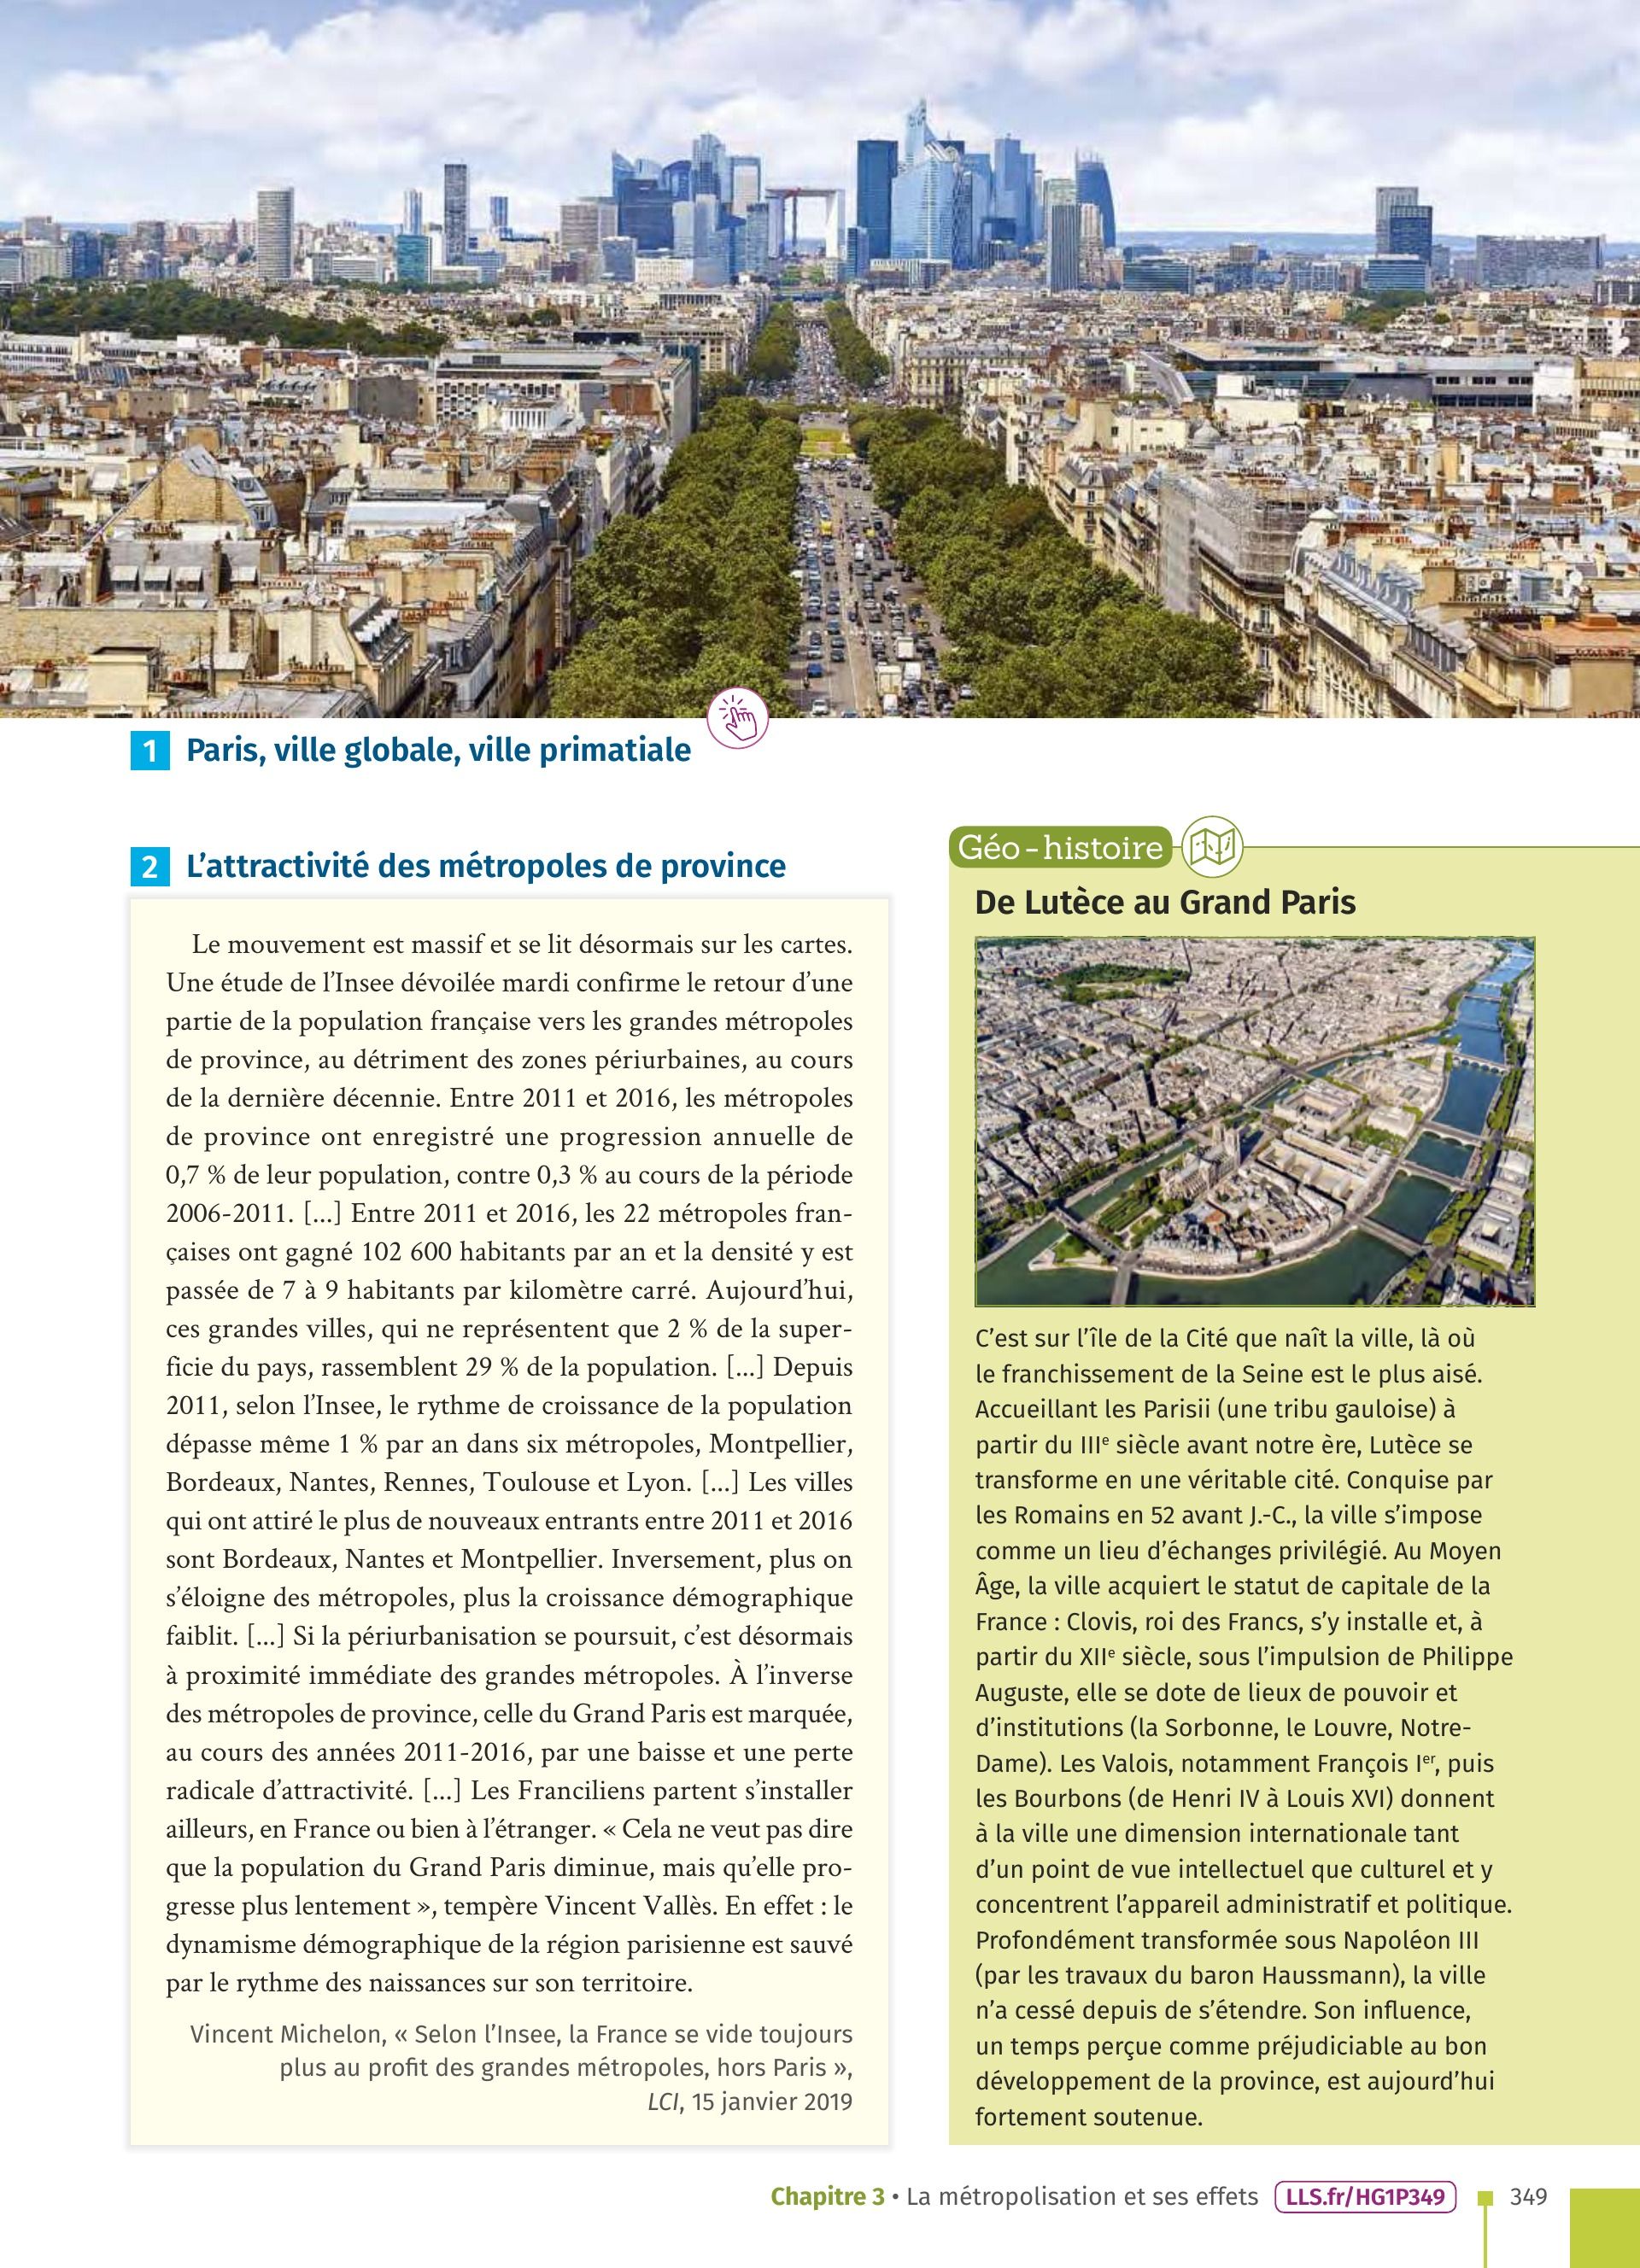 1 Paris, ville globale, ville primatiale
2 L’attractivité des métropoles de province
Le mouvement est massif et se lit désormais sur les cartes.
Une étude de l’Insee dévoilée mardi confirme le retour d’une
partie de la population française vers les grandes métropoles
de province, au détriment des zones périurbaines, au cours
de la dernière décennie. Entre 2011 et 2016, les métropoles
de province ont enregistré une progression annuelle de
0,7 % de leur population, contre 0,3 % au cours de la période
2006-2011. [...] Entre 2011 et 2016, les 22 métropoles fran-
çaises ont gagné 102 600 habitants par an et la densité y est
passée de 7 à 9 habitants par kilomètre carré. Aujourd’hui,
ces grandes villes, qui ne représentent que 2 % de la super-
ficie du pays, rassemblent 29 % de la population. [...] Depuis
2011, selon l’Insee, le rythme de croissance de la population
dépasse même 1 % par an dans six métropoles, Montpellier,
Bordeaux, Nantes, Rennes, Toulouse et Lyon. [...] Les villes
qui ont attiré le plus de nouveaux entrants entre 2011 et 2016
sont Bordeaux, Nantes et Montpellier. Inversement, plus on
s’éloigne des métropoles, plus la croissance démographique
faiblit. [...] Si la périurbanisation se poursuit, c’est désormais
à proximité immédiate des grandes métropoles. À l’inverse
des métropoles de province, celle du Grand Paris est marquée,
au cours des années 2011-2016, par une baisse et une perte
radicale d’attractivité. [...] Les Franciliens partent s’installer
ailleurs, en France ou bien à l’étranger. « Cela ne veut pas dire
que la population du Grand Paris diminue, mais qu’elle pro-
gresse plus lentement », tempère Vincent Vallès. En effet : le
dynamisme démographique de la région parisienne est sauvé
par le rythme des naissances sur son territoire.
Vincent Michelon, « Selon l’Insee, la France se vide toujours
plus au profit des grandes métropoles, hors Paris »,
LCI, 15 janvier 2019
Géo-histoire
De Lutèce au Grand Paris
C’est sur l’île de la Cité que naît la ville, là où
le franchissement de la Seine est le plus aisé.
Accueillant les Parisii (une tribu gauloise) à
partir du IIIe siècle avant notre ère, Lutèce se
transforme en une véritable cité. Conquise par
les Romains en 52 avant J.-C., la ville s’impose
comme un lieu d’échanges privilégié. Au Moyen
Âge, la ville acquiert le statut de capitale de la
France : Clovis, roi des Francs, s’y installe et, à
partir du XIIe siècle, sous l’impulsion de Philippe
Auguste, elle se dote de lieux de pouvoir et
d’institutions (la Sorbonne, le Louvre, Notre-
Dame). Les Valois, notamment François Ier, puis
les Bourbons (de Henri IV à Louis XVI) donnent
à la ville une dimension internationale tant
d’un point de vue intellectuel que culturel et y
concentrent l’appareil administratif et politique.
Profondément transformée sous Napoléon III
(par les travaux du baron Haussmann), la ville
n’a cessé depuis de s’étendre. Son influence,
un temps perçue comme préjudiciable au bon
développement de la province, est aujourd’hui
fortement soutenue.
Chapitre 3 • La métropolisation et ses effets LLS.fr/HG1P349 349